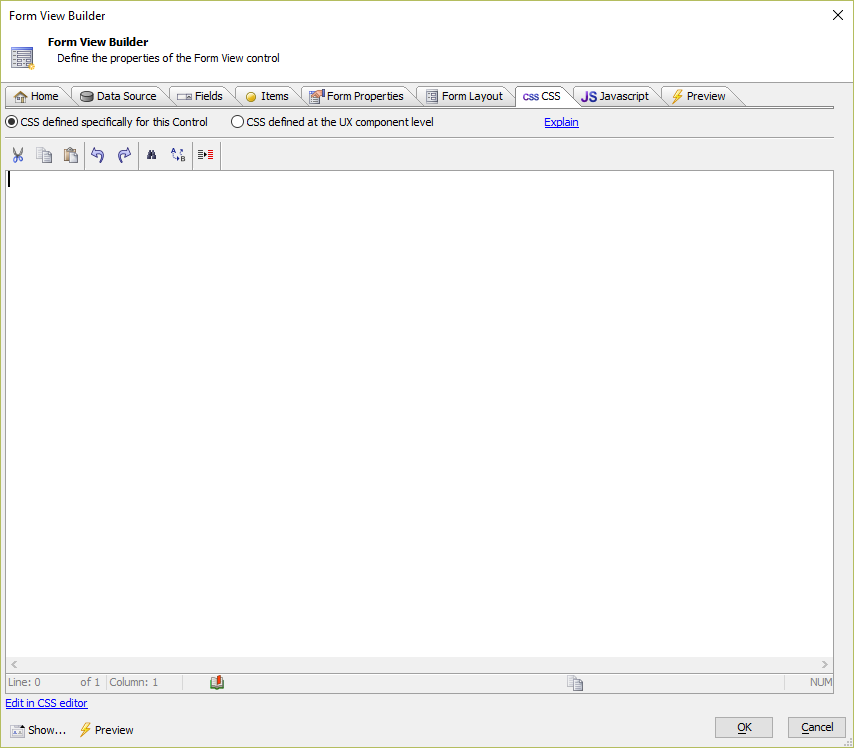 Form View Builder
Form View Builder
Define the properties of the Form View control
Home Data Source Fields Items Form Properties Form Layout CSS CSS JS Javascript Preview
CSS defined specifically for this Control CSS defined at the UX component level Explain
A B
Line: 0 of 1 Column: 1 NUM
Edit in CSS editor
Show... Preview OK Cancel